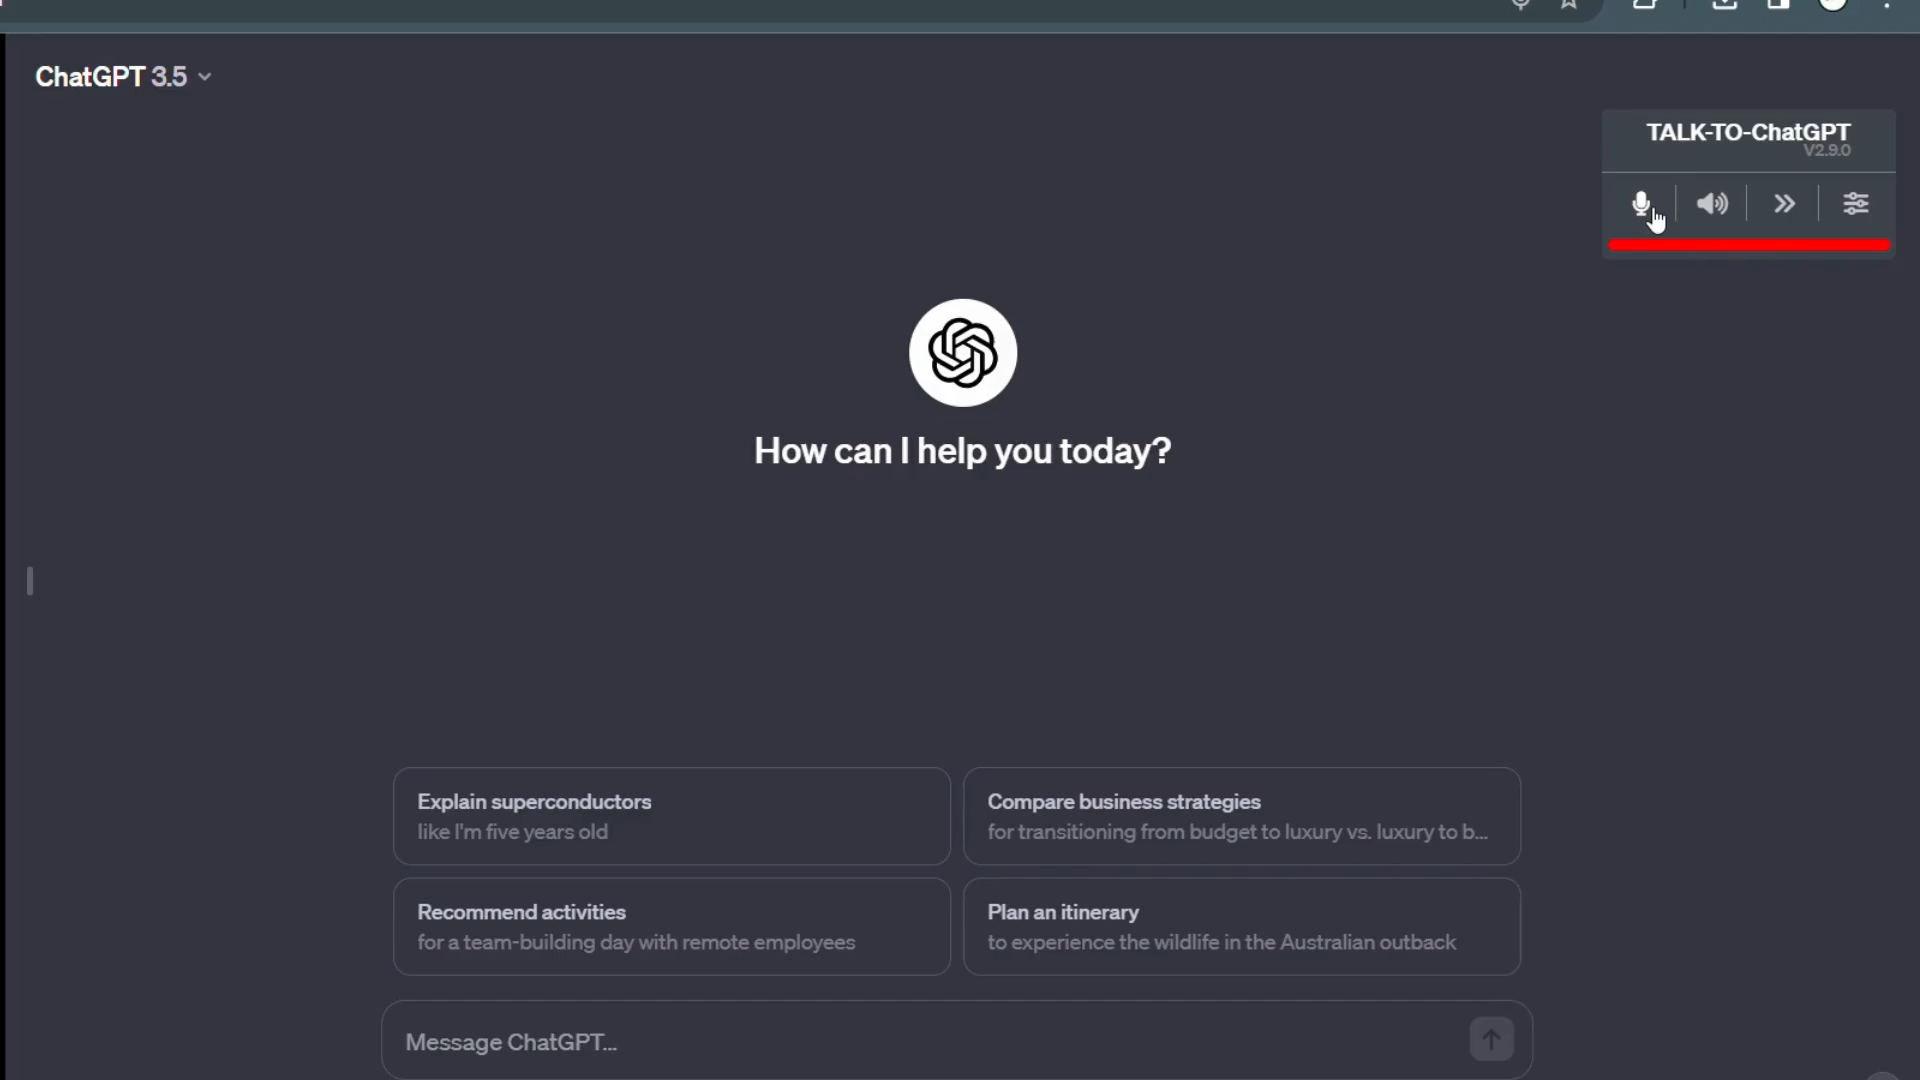 ChatGPT 3.5
TALK-TO-ChatGPT
V2.9.0
How can I help you today?
Explain superconductors
like I'm five years old
Compare business strategies
for transitioning from budget to luxury vs. luxury to b...
Recommend activities
for a team-building day with remote employees
Plan an itinerary
to experience the wildlife in the Australian outback
Message ChatGPT...